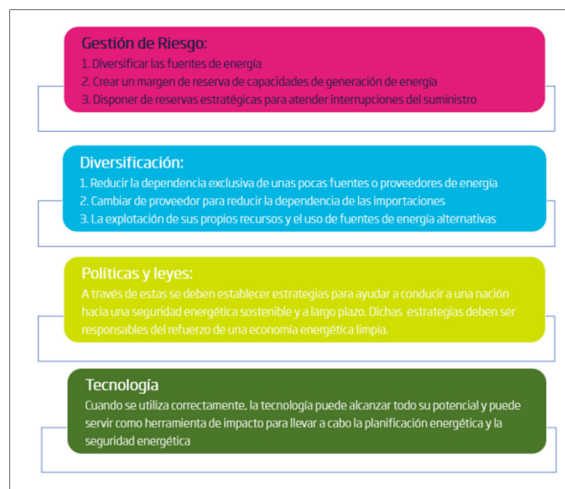 Gestión de Riesgo:
1. Diversificar las fuentes de energía
2. Crear un margen de reserva de capacidades de generación de energía
3. Disponer de reservas estratégicas para atender interrupciones del suministro
Diversificación:
1. Reducir la dependencia exclusiva de unas pocas fuentes o proveedores de energía
2. Cambiar de proveedor para reducir la dependencia de las importaciones
3. La explotación de sus propios recursos y el uso de fuentes de energía alternativas
Políticas y leyes:
A través de estas se deben establecer estrategias para ayudar a conducir a una nación
hacia una seguridad energética sostenible y a largo plazo. Dichas estrategias deben ser
responsables del refuerzo de una economía energética limpia.
Tecnología
Cuando se utiliza correctamente, la tecnología puede alcanzar todo su potencial y puede
servir como herramienta de impacto para llevar a cabo la planificación energética y la
seguridad energética